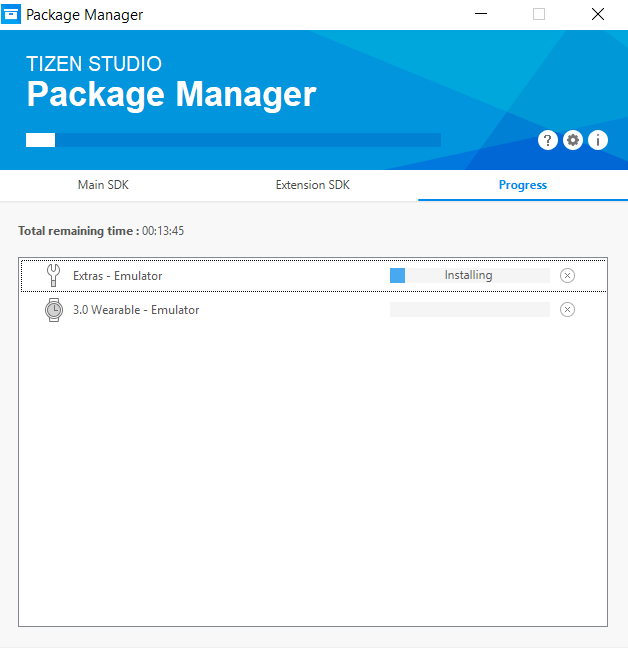 Package Manager
TIZEN STUDIO
Package Manager
Main SDK
Extension SDK
Progress
Total remaining time : 00:13:45
Extras - Emulator
Installing
3.0 Wearable - Emulator